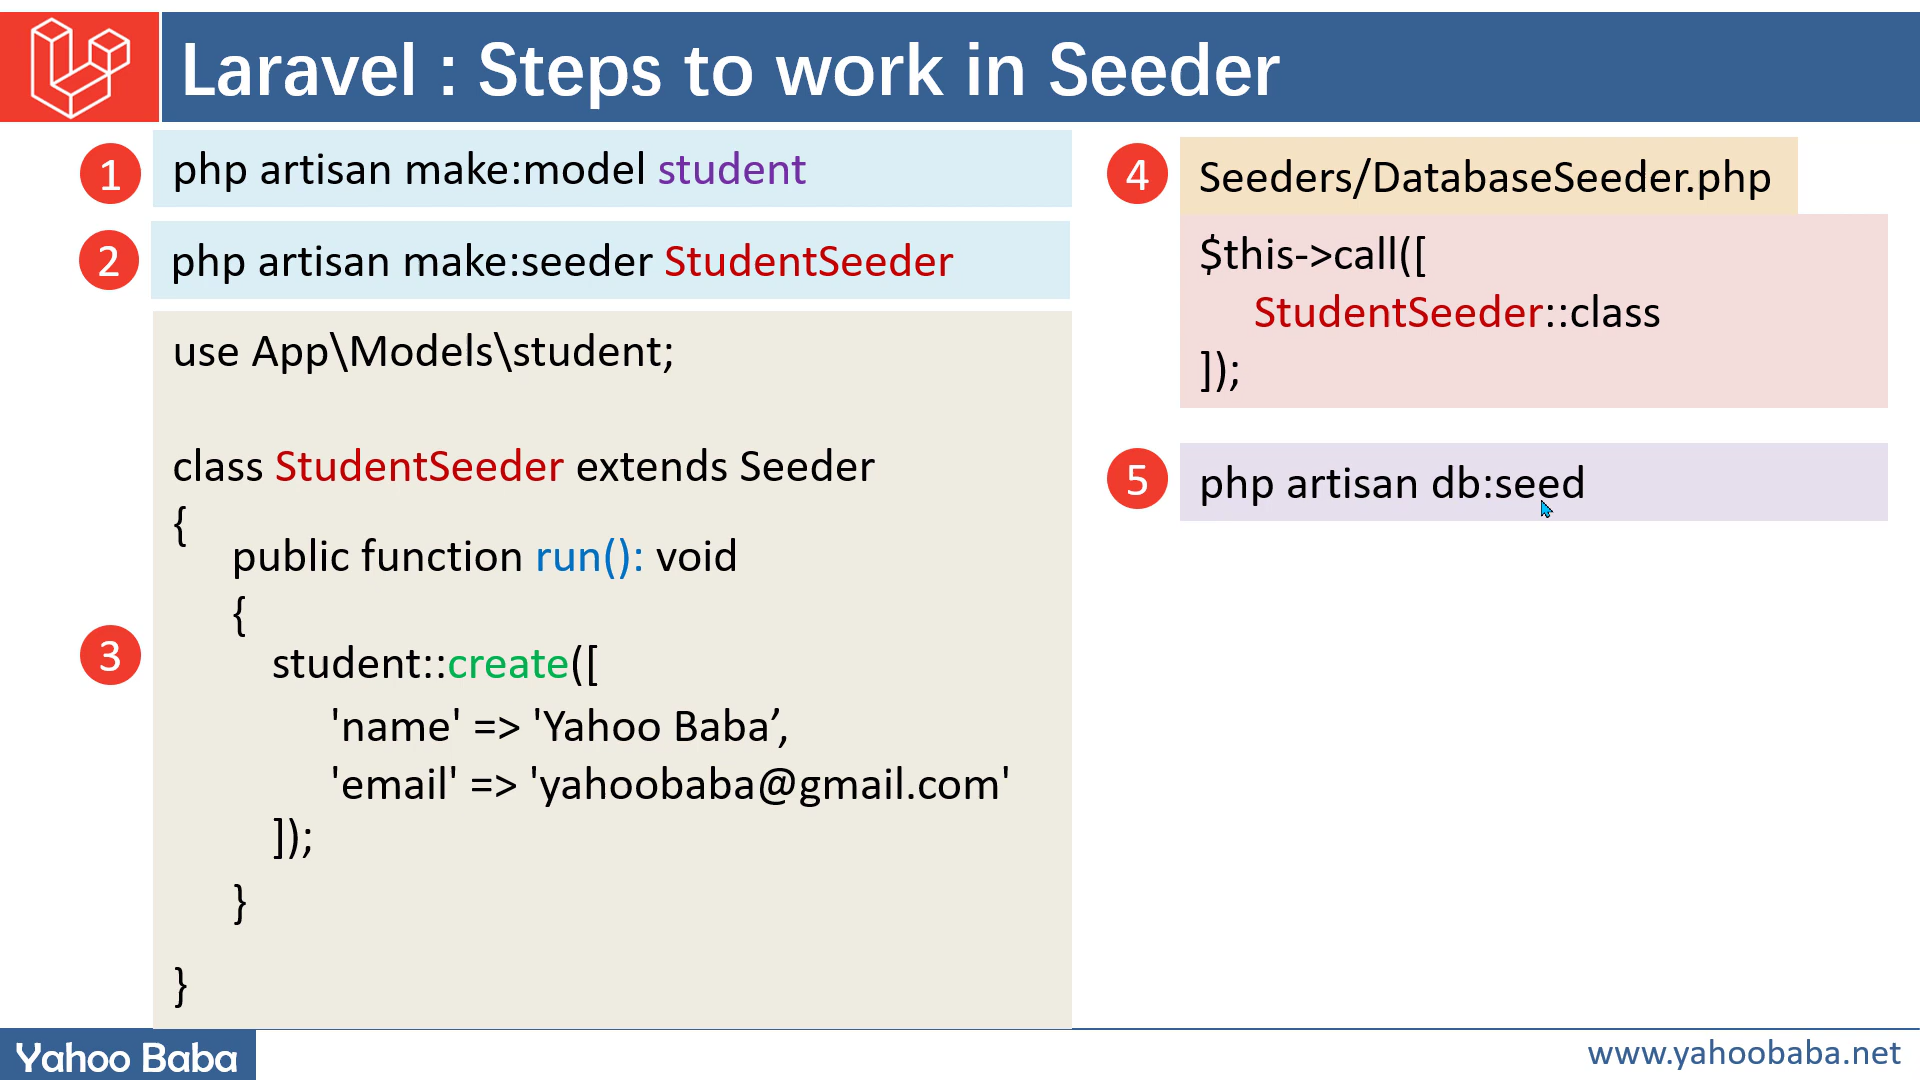 Laravel : Steps to work in Seeder
1
php artisan make:model student
2
php artisan make:seeder StudentSeeder
3
use App\Models\student;
class StudentSeeder extends Seeder
{
public function run(): void
{
student::create([
'name' => 'Yahoo Baba’,
'email' => 'yahoobaba@gmail.com'
]);
}
}
4
Seeders/DatabaseSeeder.php
$this->call([
StudentSeeder::class
]);
5
php artisan db:seed
Yahoo Baba
www.yahoobaba.net